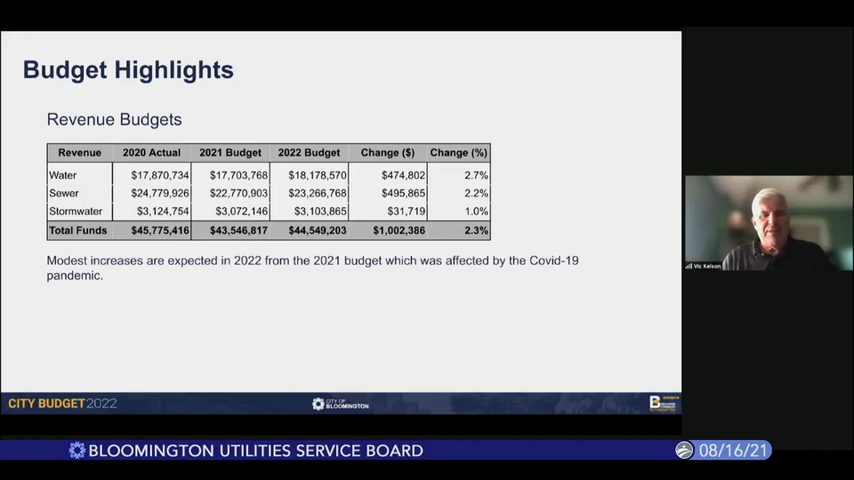 Budget Highlights
Revenue Budgets
Revenue 2020 Actual 2021 Budget 2022 Budget Change ($) Change (%)
Water $17,870,734 $17,703,768 $18,178,570 $474,802 2.7%
Sewer $24,779,926 $22,770,903 $23,266,768 $495,865 2.2%
Stormwater $3,124,754 $3,072,146 $3,103,865 $31,719 1.0%
Total Funds $45,775,416 $43,546,817 $44,549,203 $1,002,386 2.3%
Modest increases are expected in 2022 from the 2021 budget which was affected by the Covid-19
pandemic.
Vic Kelson
CITY BUDGET2022
CITY OF
BLOOMINGTON
B
BLOOMINGTON UTILITIES SERVICE BOARD
08/16/21